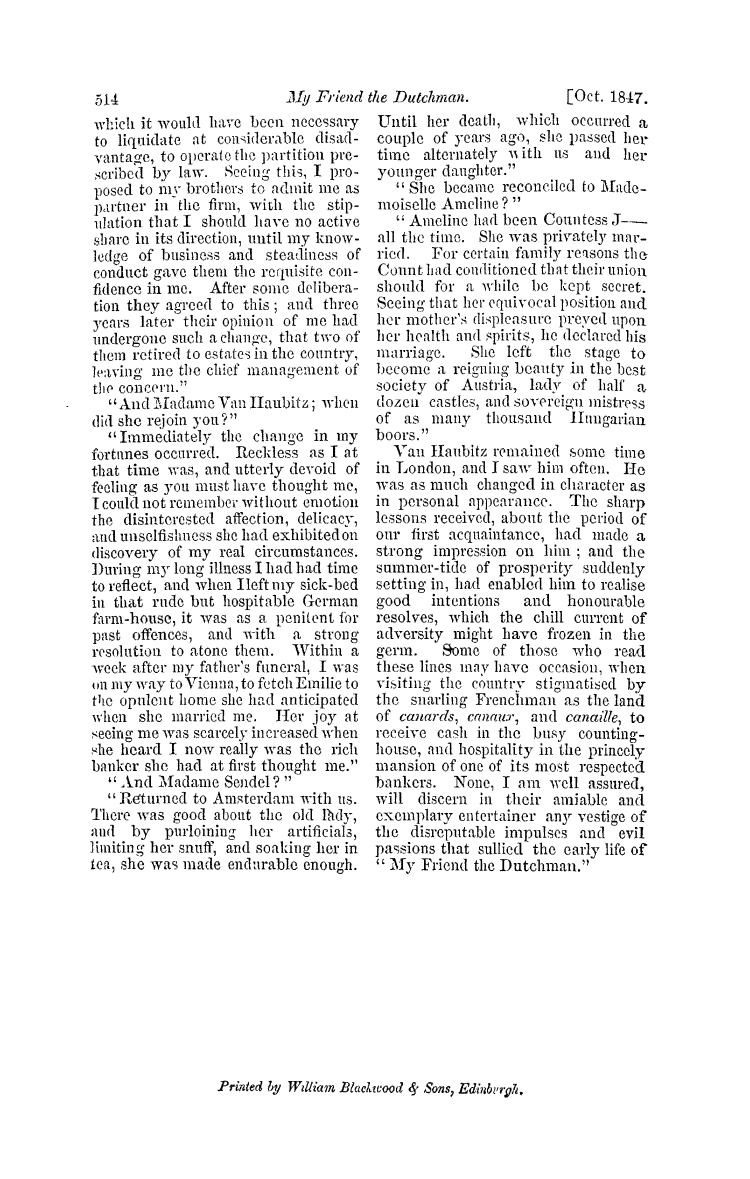 514 My Friend the Dutchman. [Oct. 1847.
which it would have been necessary
to liquidate at considerable disad-
vantage, to operate the partition pre-
scribed by law. Seeing this, I pro-
posed to my brothers to admit me as
partner in the firm, with the stip-
ulation that I should have no active
share in its direction, until my know-
ledge of business and steadiness of
conduct gave them the requisite con-
fidence in me. After some delibera-
tion they agreed to this; and three
years later their opinion of me had
undergone such a change, that two of
them retired to estates in the country,
leaving me the chief management of
the concern."
"And Madame Van Haubitz; when
did she rejoin you?"
"Immediately the change in my
fortunes occurred. Reckless as I at
that time was, and utterly devoid of
feeling as you must have thought me,
I could not remember without emotion
the disinterested affection, delicacy,
and unselfishness she had exhibited on
discovery of my real circumstances.
During my long illness I had had time
to reflect, and when I left my sick-bed
in that rude but hospitable German
farm-house, it was as a penitent for
past offences, and with a strong
resolution to atone them. Within a
week after my father's funeral, I was
on my way to Vienna, to fetch Emilie to
the opulent home she had anticipated
when she married me. Her joy at
seeing me was scarcely increased when
she heard I now really was the rich
banker she had at first thought me."
"And Madame Sendel?"
"Returned to Amsterdam with us.
There was good about the old lady,
and by purloining her artificials,
limiting her snuff, and soaking her in
tea, she was made endurable enough.
Until her death, which occurred a
couple of years ago, she passed her
time alternately with us and her
younger daughter."
"She became reconciled to Made-
moiselle Ameline?"
"Ameline had been Countess J——
all the time. She was privately mar-
ried. For certain family reasons the
Count had conditioned that their union
should for a while be kept secret.
Seeing that her equivocal position and
her mother's displeasure preyed upon
her health and spirits, he declared his
marriage. She left the stage to
become a reigning beauty in the best
society of Austria, lady of half a
dozen castles, and sovereign mistress
of as many thousand Hungarian
boors."
Van Haubitz remained some time
in London, and I saw him often. He
was as much changed in character as
in personal appearance. The sharp
lessons received, about the period of
our first acquaintance, had made a
strong impression on him; and the
summer-tide of prosperity suddenly
setting in, had enabled him to realise
good intentions and honourable
resolves, which the chill current of
adversity might have frozen in the
germ. Some of those who read
these lines may have occasion, when
visiting the country stigmatised by
the snarling Frenchman as the land
of canards, canaux, and canaille, to
receive cash in the busy counting-
house, and hospitality in the princely
mansion of one of its most respected
bankers. None, I am well assured,
will discern in their amiable and
exemplary entertainer any vestige of
the disreputable impulses and evil
passions that sullied the early life of
"My Friend the Dutchman."
Printed by William Blackwood & Sons, Edinburgh.